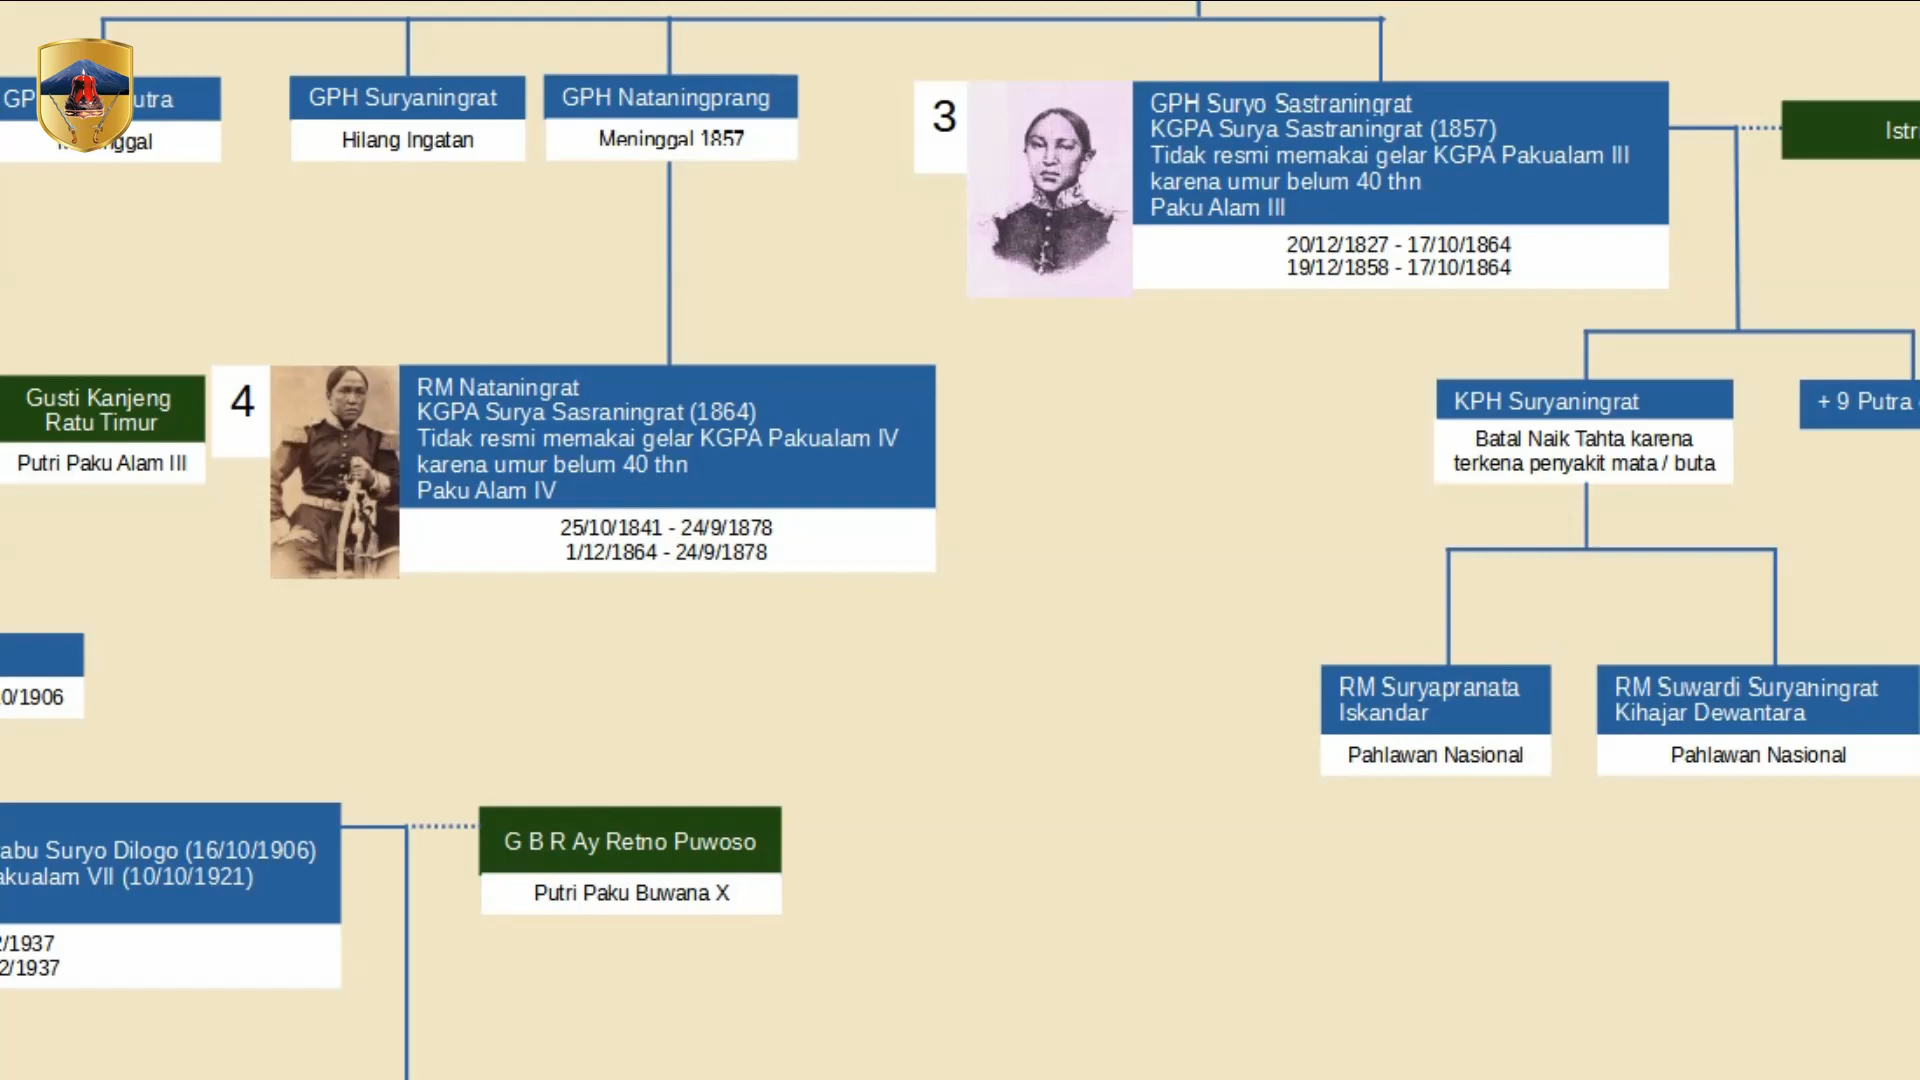 GPH Suryaningrat
Hilang Ingatan
GPH Nataningprang
Meninggal 1857
3
GPH Suryo Sastraningrat
KGPA Surya Sastraningrat (1857)
Tidak resmi memakai gelar KGPA Pakualam III
karena umur belum 40 thn
Paku Alam III
20/12/1827 - 17/10/1864
19/12/1858 - 17/10/1864
Gusti Kanjeng
Ratu Timur
Putri Paku Alam III
4
RM Nataningrat
KGPA Surya Sasraningrat (1864)
Tidak resmi memakai gelar KGPA Pakualam IV
karena umur belum 40 thn
Paku Alam IV
25/10/1841 - 24/9/1878
1/12/1864 - 24/9/1878
KPH Suryaningrat
Batal Naik Tahta karena
terkena penyakit mata / buta
+ 9 Putra
0/1906
RM Suryapranata
Iskandar
Pahlawan Nasional
RM Suwardi Suryaningrat
Kihajar Dewantara
Pahlawan Nasional
abu Suryo Dilogo (16/10/1906)
akualam VII (10/10/1921)
/1937
2/1937
G B R Ay Retno Puwoso
Putri Paku Buwana X